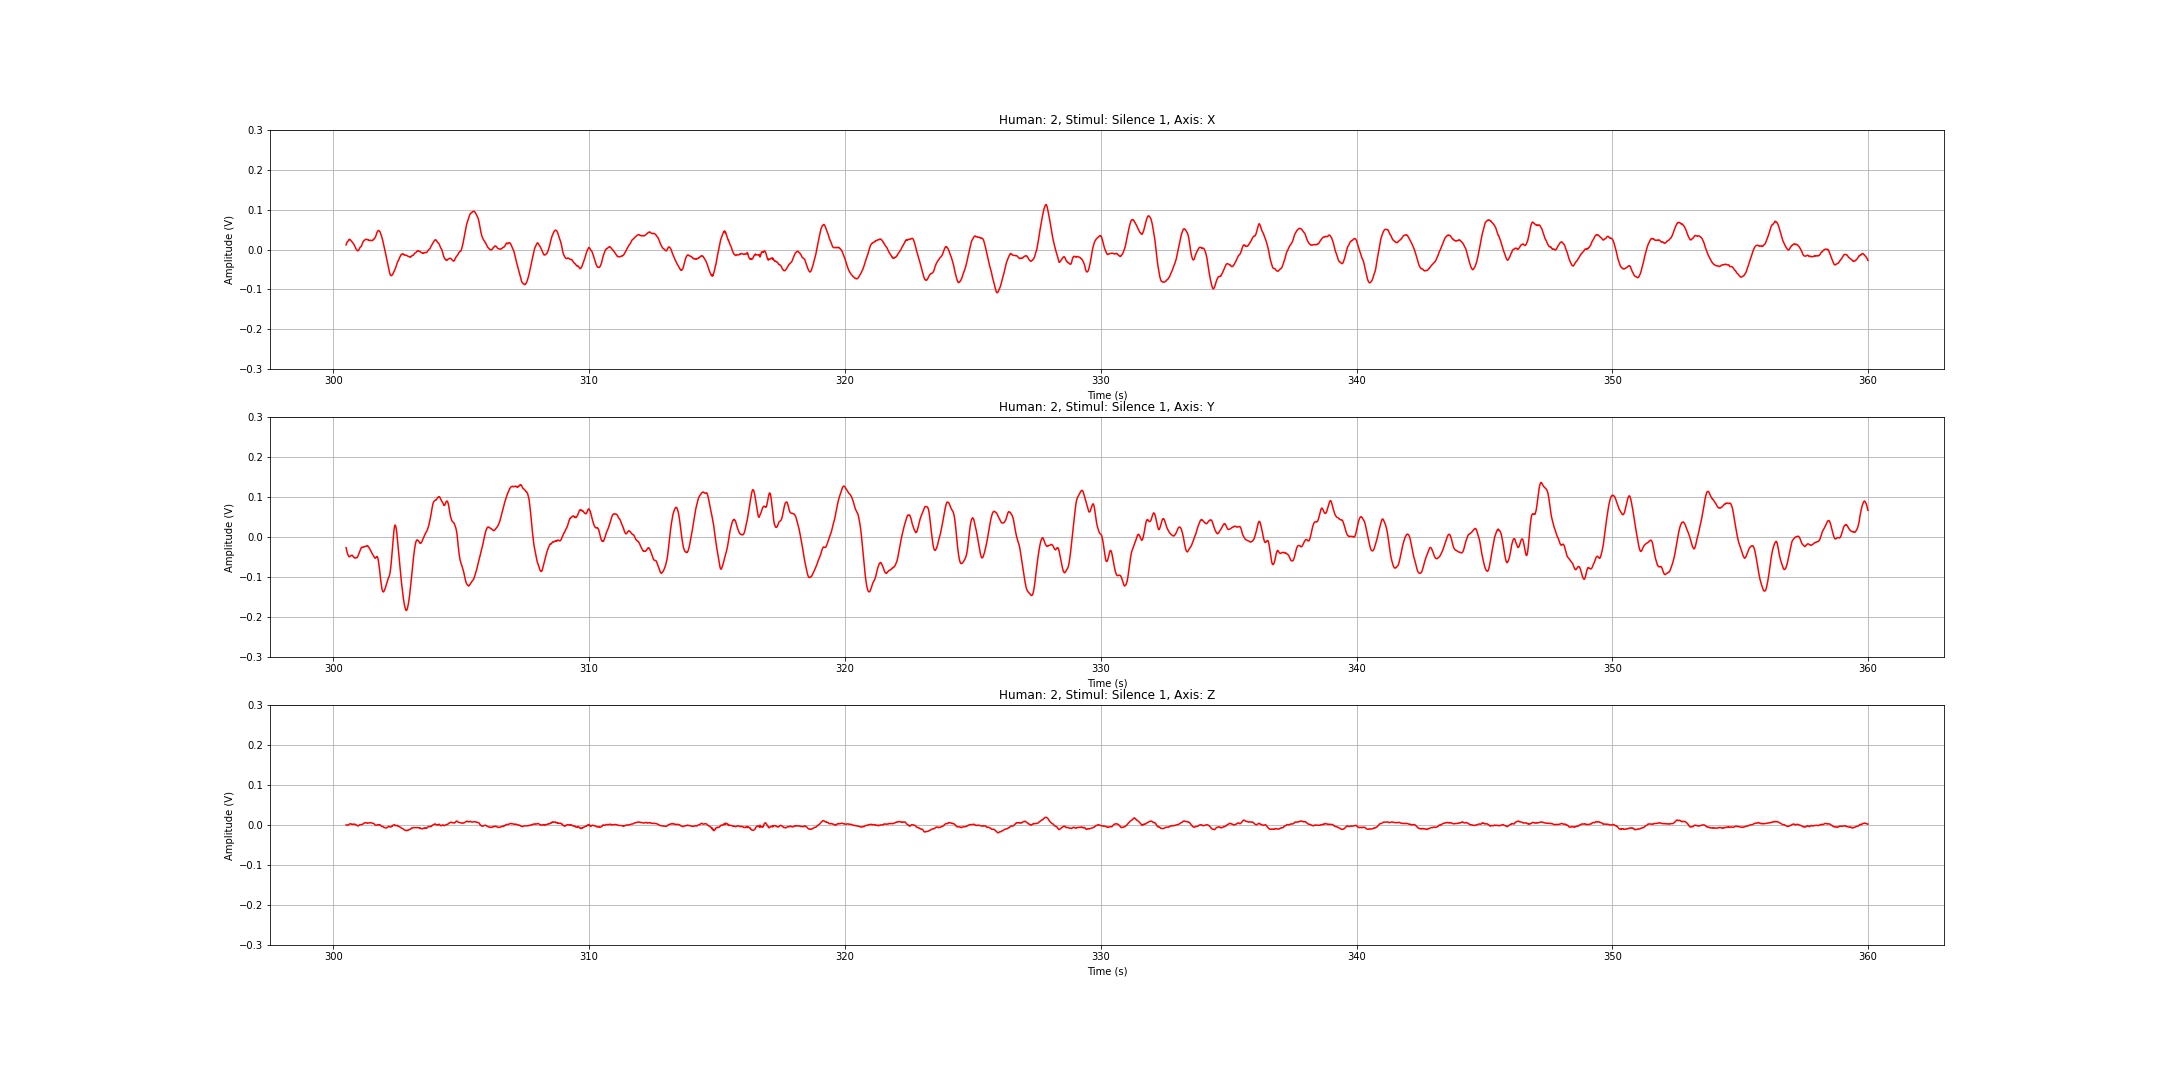 Human: 2, Stimul: Silence 1, Axis: X
0.3
0.2
0.1
0.0
−0.1
−0.2
−0.3
Amplitude (V)
300 310 320 330 340 350 360
Time (s)
Human: 2, Stimul: Silence 1, Axis: Y
0.3
0.2
0.1
0.0
−0.1
−0.2
−0.3
Amplitude (V)
300 310 320 330 340 350 360
Time (s)
Human: 2, Stimul: Silence 1, Axis: Z
0.3
0.2
0.1
0.0
−0.1
−0.2
−0.3
Amplitude (V)
300 310 320 330 340 350 360
Time (s)